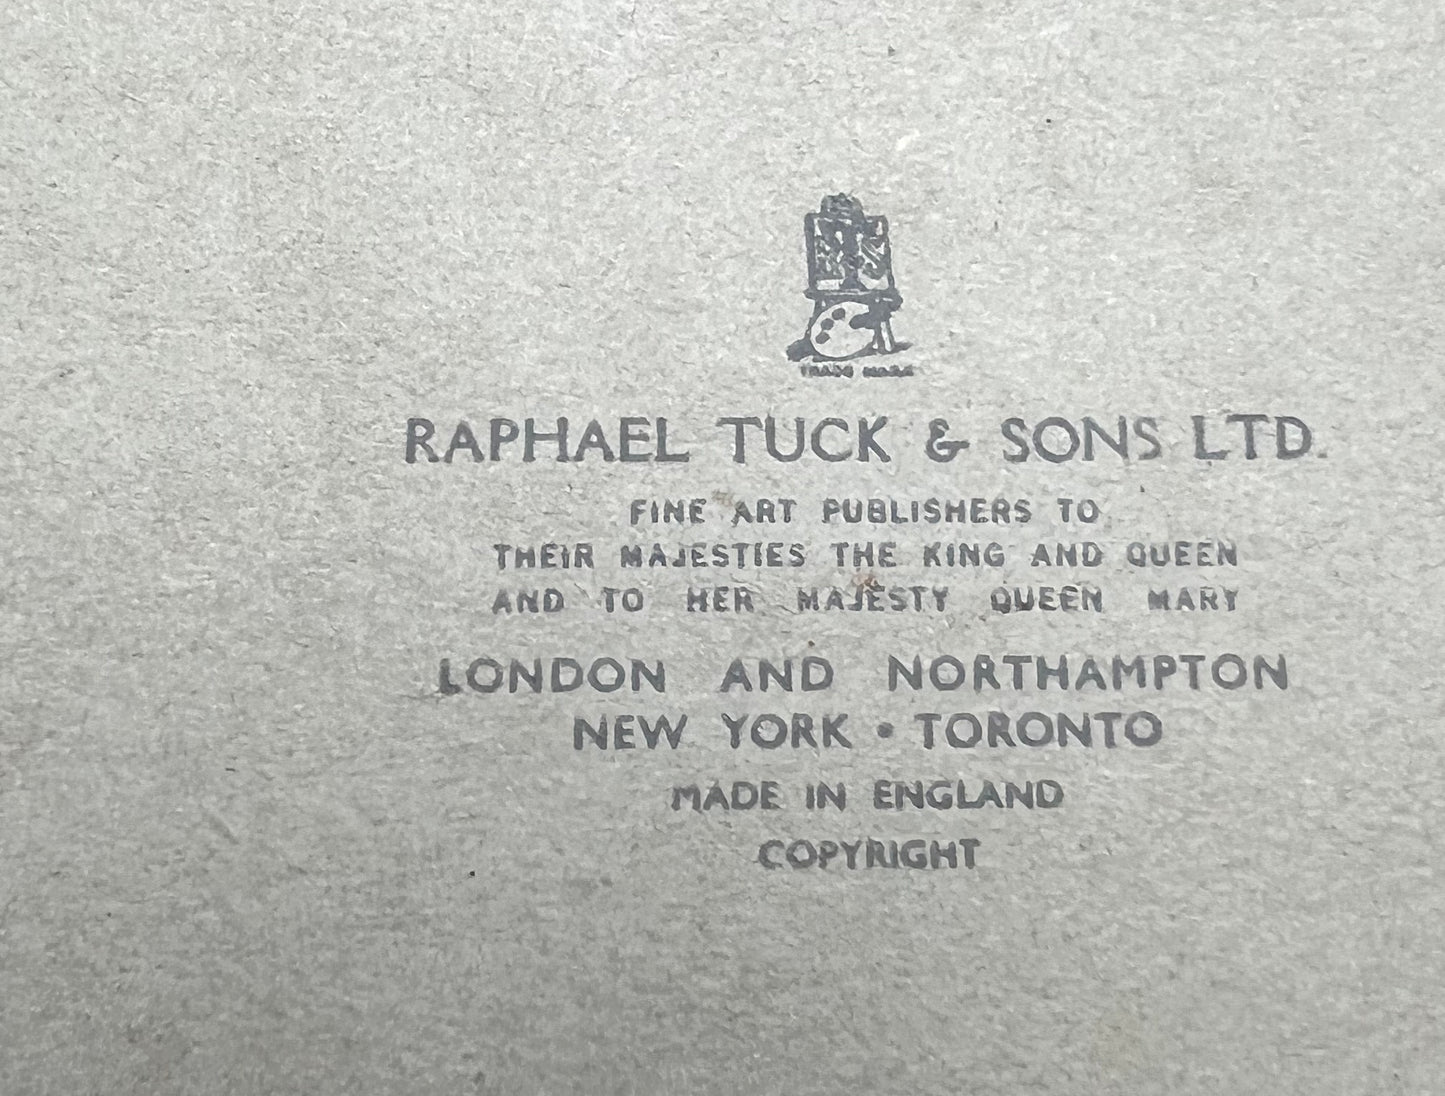 TRADE MARK
RAPHAEL TUCK & SONS LTD.
FINE ART PUBLISHERS TO
THEIR MAJESTIES THE KING AND QUEEN
AND TO HER MAJESTY QUEEN MARY
LONDON AND NORTHAMPTON
NEW YORK • TORONTO
MADE IN ENGLAND
COPYRIGHT